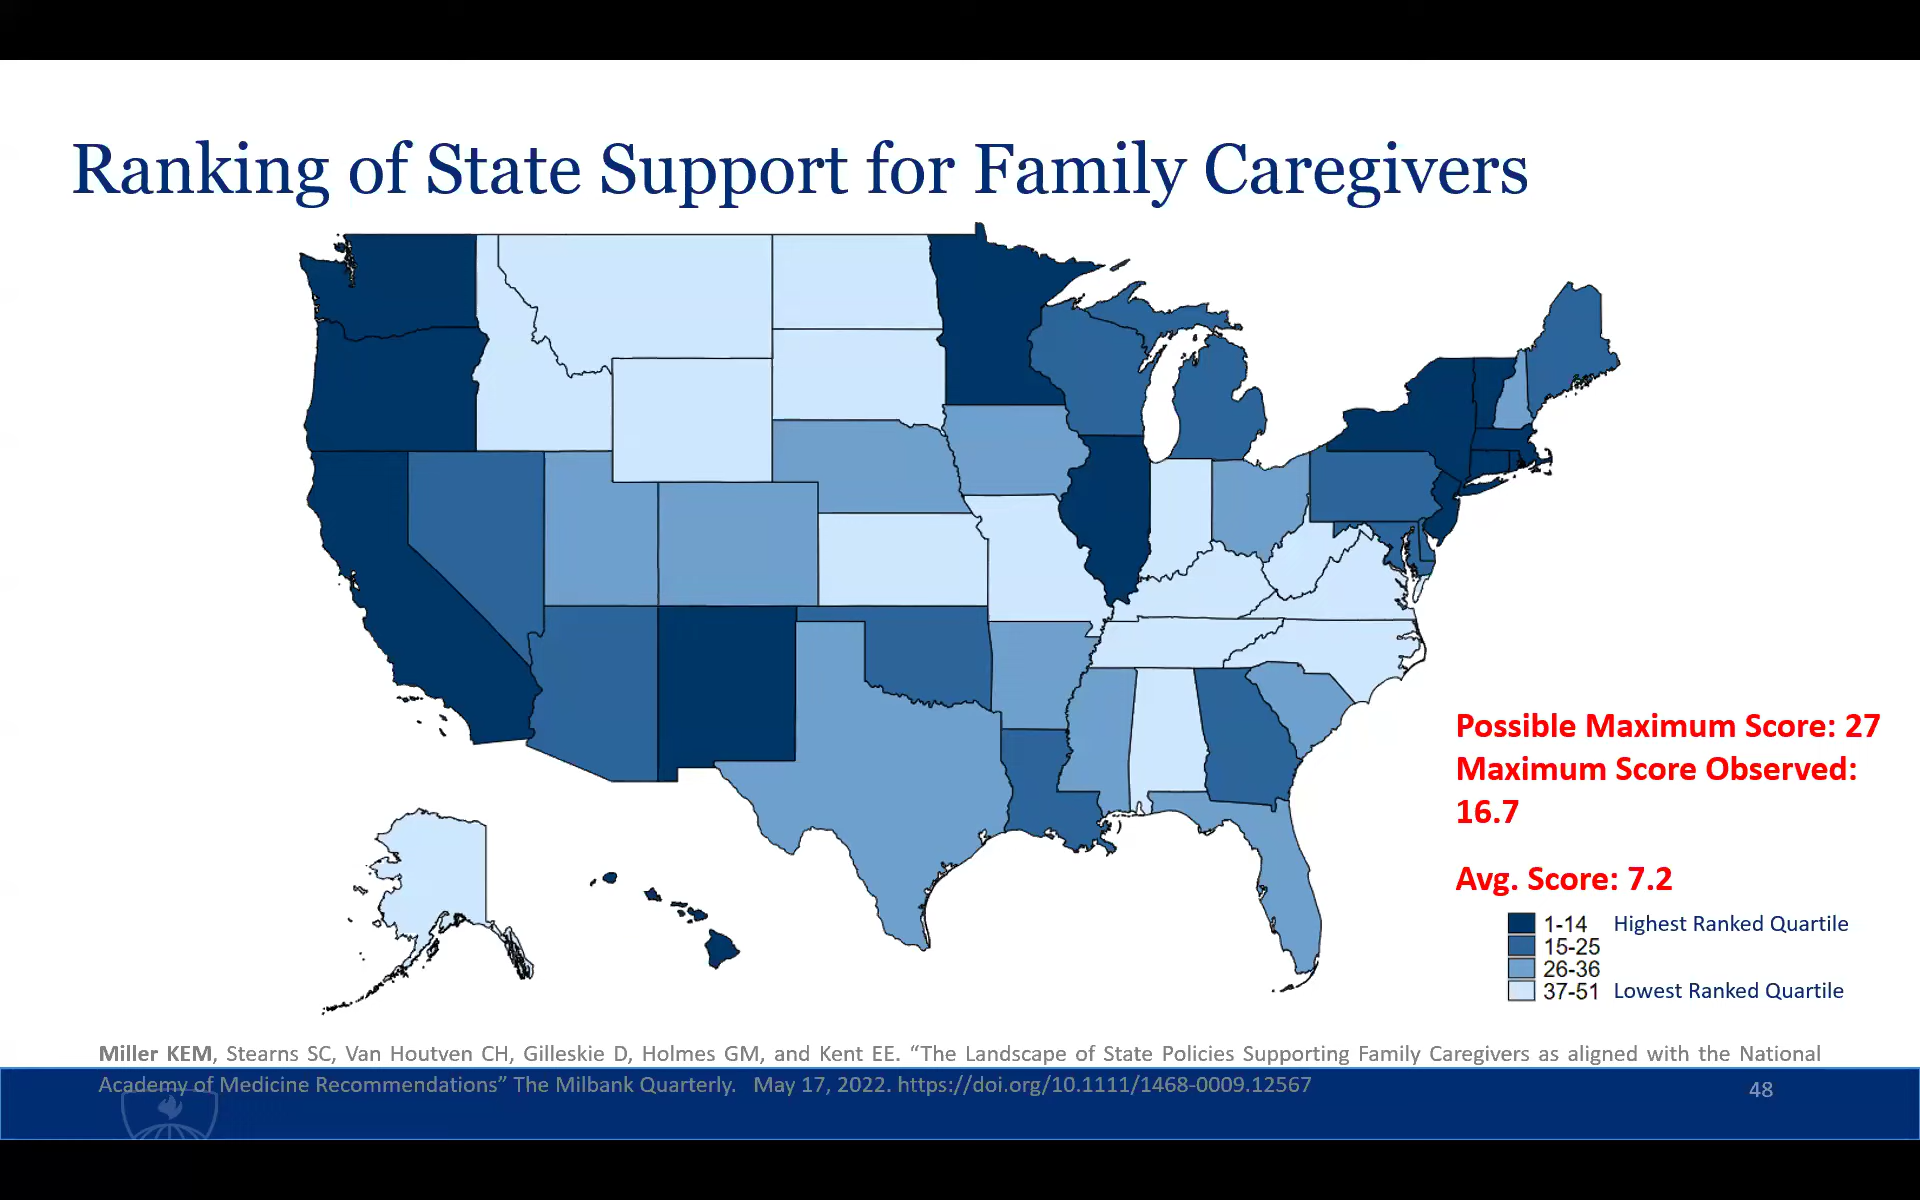 Ranking of State Support for Family Caregivers
Possible Maximum Score: 27
Maximum Score Observed:
16.7
Avg. Score: 7.2
1-14 Highest Ranked Quartile
15-25
26-36
37-51 Lowest Ranked Quartile
Miller KEM, Stearns SC, Van Houtven CH, Gilleskie D, Holmes GM, and Kent EE. “The Landscape of State Policies Supporting Family Caregivers as aligned with the National
Academy of Medicine Recommendations” The Milbank Quarterly. May 17, 2022. https://doi.org/10.1111/1468-0009.12567
48